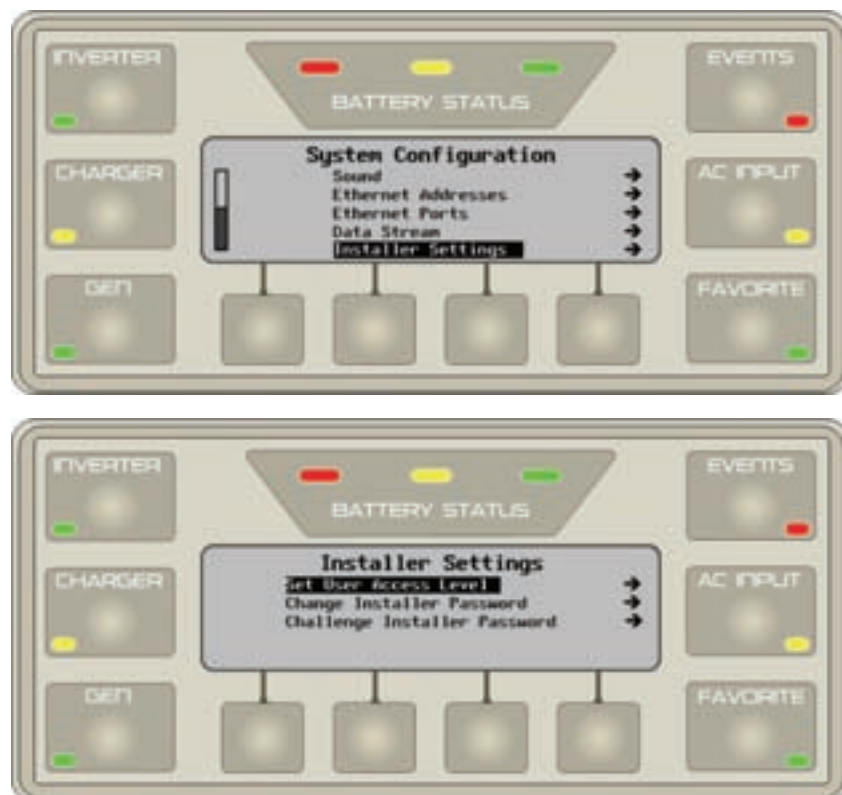 INVERTER
EVENTS
BATTERY STATUS
System Configuration
CHARGER
Sound
AC INPUT
Ethernet Addresses
Ethernet Ports
Data Stream
Installer Settings
GEN
FAVORITE
INVERTER
EVENTS
BATTERY STATUS
Installer Settings
CHARGER
Set User Access Level
AC INPUT
Change Installer Password
Challenge Installer Password
GEN
FAVORITE